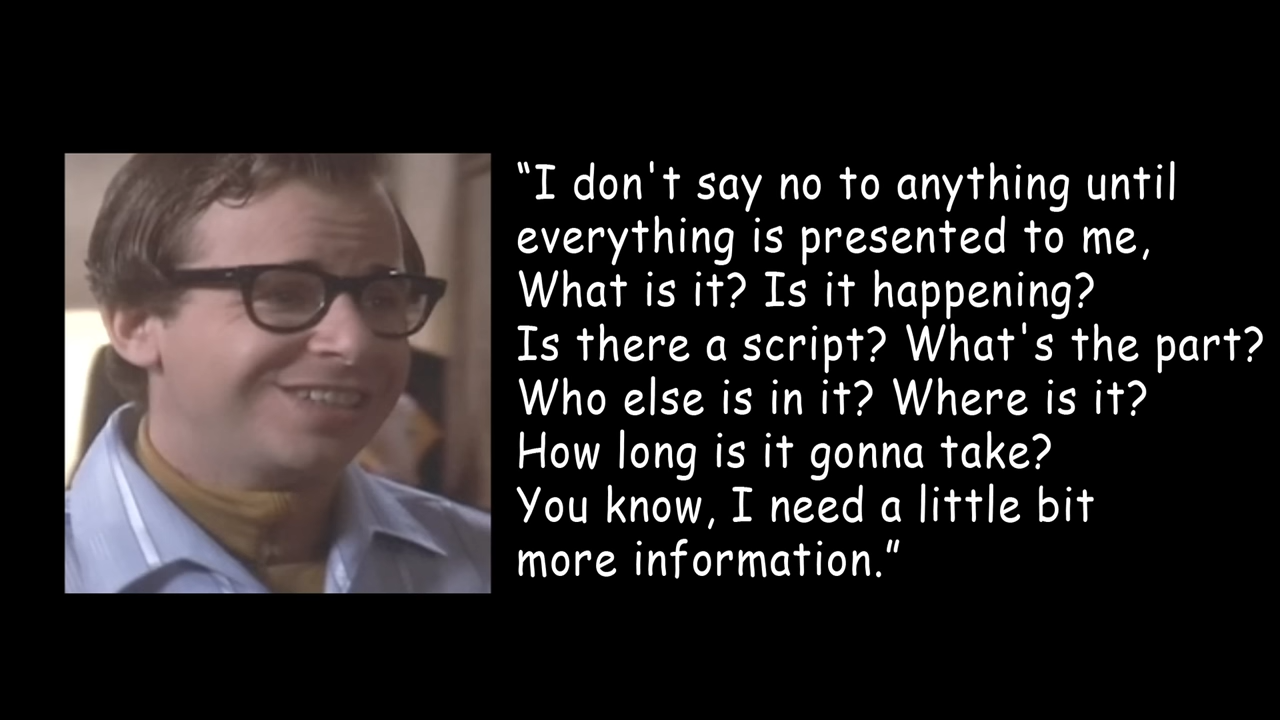 “I don't say no to anything until
everything is presented to me,
What is it? Is it happening?
Is there a script? What's the part?
Who else is in it? Where is it?
How long is it gonna take?
You know, I need a little bit
more information.”